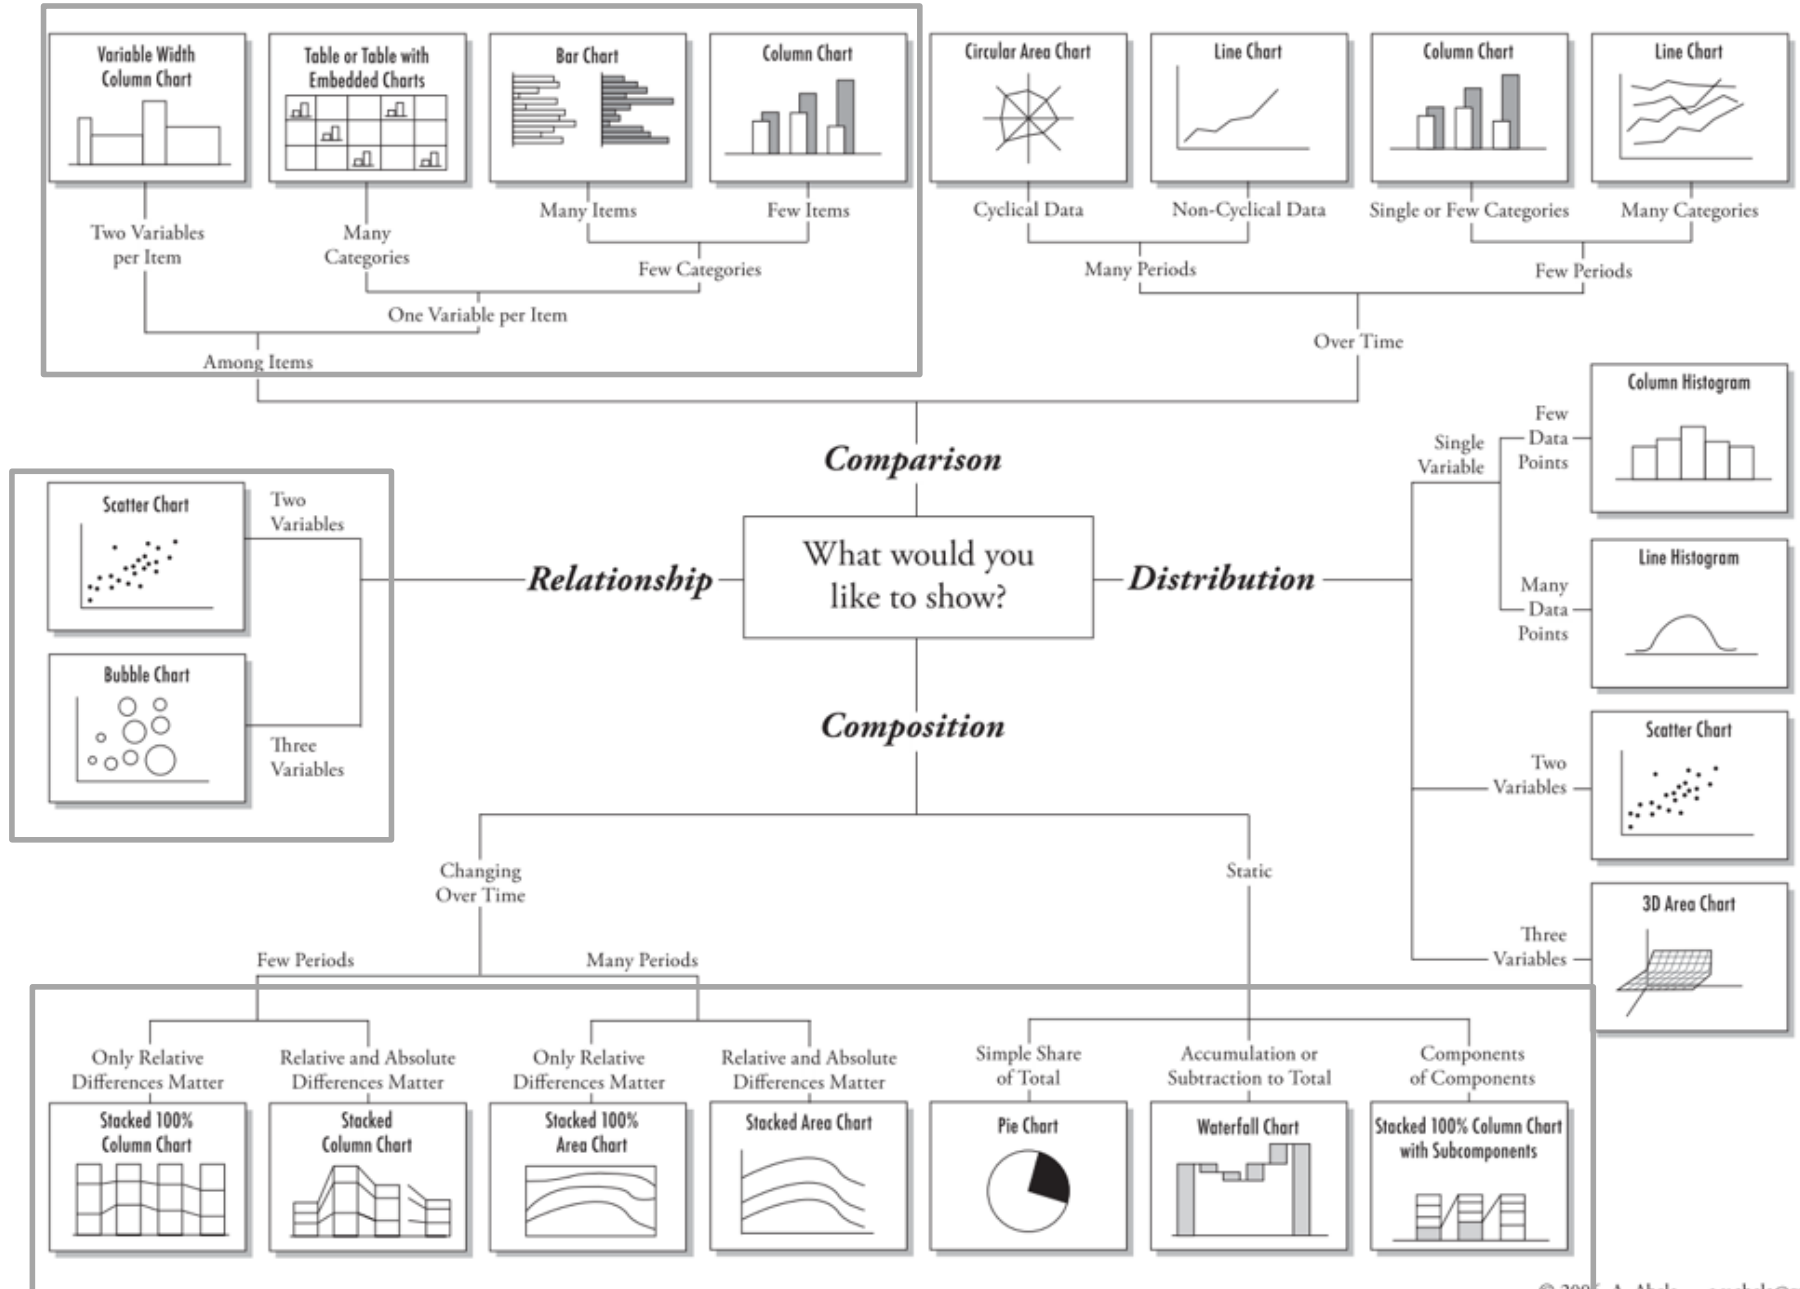 Variable Width
Column Chart
Table or Table with
Embedded Charts
Bar Chart
Column Chart
Circular Area Chart
Line Chart
Column Chart
Line Chart
Two Variables
per Item
Many
Categories
Many Items
Few Items
Cyclical Data
Non-Cyclical Data
Single or Few Categories
Many Categories
Few Categories
Many Periods
Few Periods
One Variable per Item
Among Items
Over Time
Comparison
What would you
like to show?
Relationship
Two
Variables
Scatter Chart
Bubble Chart
Three
Variables
Distribution
Single
Variable
Few
Data
Points
Column Histogram
Many
Data
Points
Line Histogram
Two
Variables
Scatter Chart
Three
Variables
3D Area Chart
Composition
Changing
Over Time
Static
Few Periods
Many Periods
Only Relative
Differences Matter
Relative and Absolute
Differences Matter
Only Relative
Differences Matter
Relative and Absolute
Differences Matter
Simple Share
of Total
Accumulation or
Subtraction to Total
Components
of Components
Stacked 100%
Column Chart
Stacked
Column Chart
Stacked 100%
Area Chart
Stacked Area Chart
Pie Chart
Waterfall Chart
Stacked 100% Column Chart
with Subcomponents